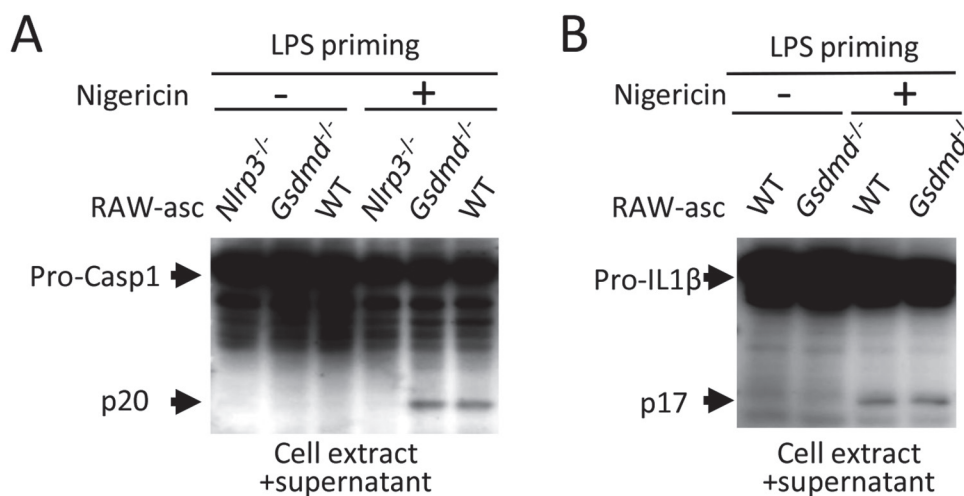 A
LPS priming
Nigericin - +
RAW-asc Nlrp3-/- Gsdmd-/- WT Nlrp3-/- Gsdmd-/- WT
Pro-Casp1
p20
Cell extract
+supernatant
B
LPS priming
Nigericin - +
RAW-asc WT Gsdmd-/- WT Gsdmd-/-
Pro-IL1β
p17
Cell extract
+supernatant